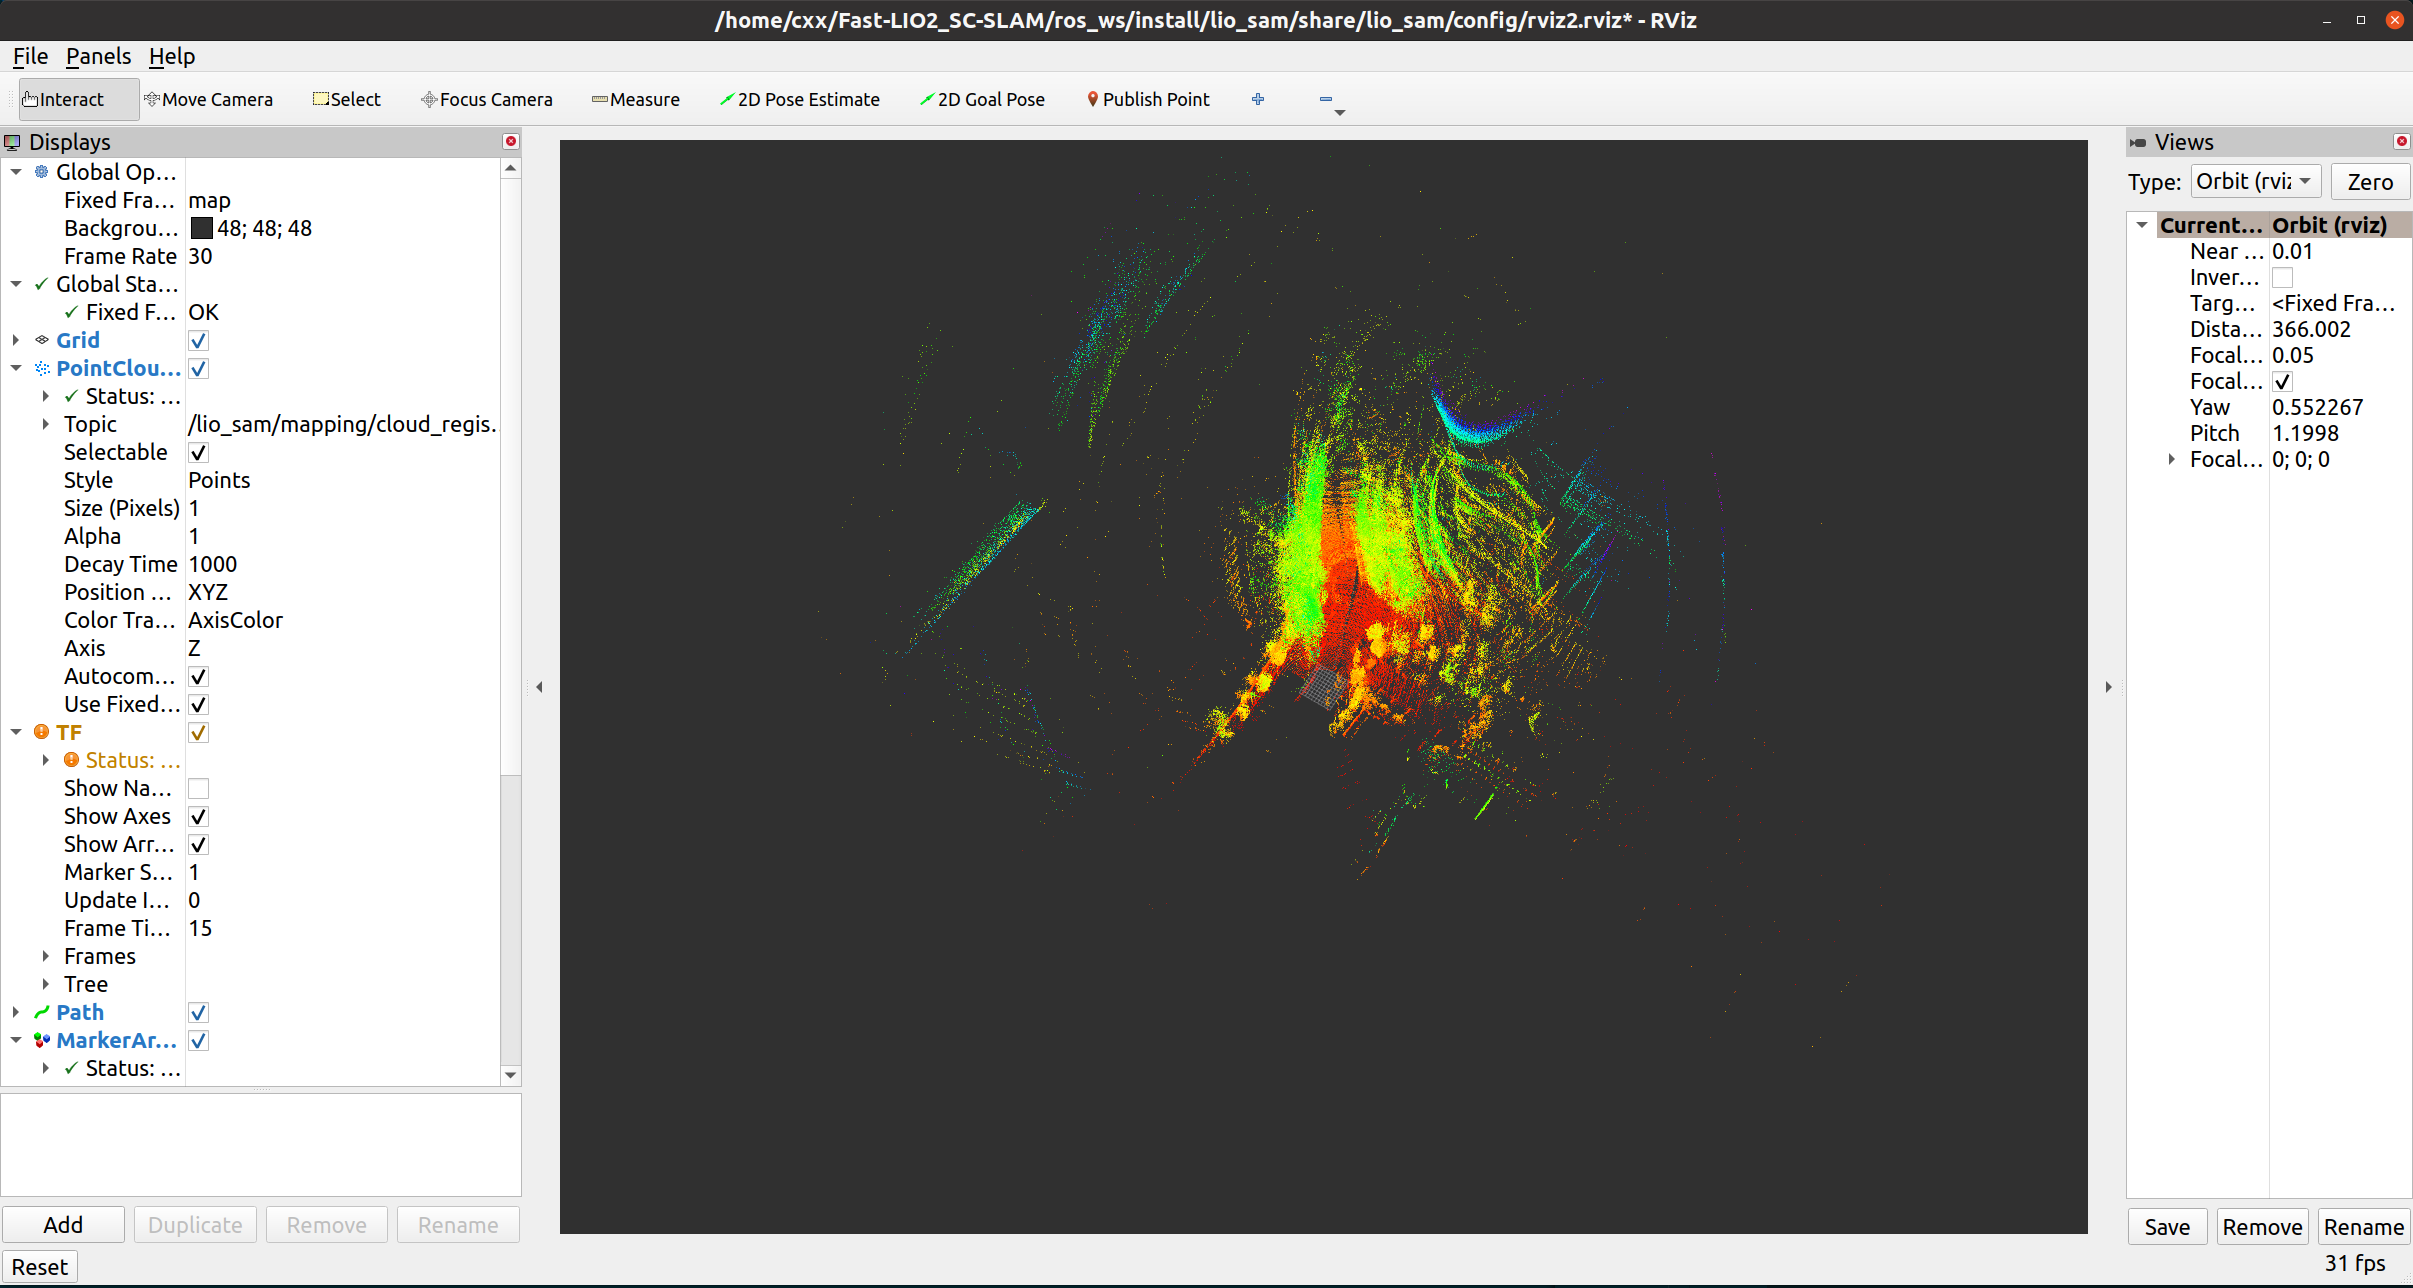 /home/cxx/Fast-LIO2_SC-SLAM/ros_ws/install/lio_sam/share/lio_sam/config/rviz2.rviz* - RViz
File Panels Help
Interact Move Camera Select Focus Camera Measure 2D Pose Estimate 2D Goal Pose Publish Point
Displays
Global Op...
Fixed Fra... map
Backgrou... 48; 48; 48
Frame Rate 30
Global Sta...
Fixed F... OK
Grid
PointClou...
Status: ...
Topic /lio_sam/mapping/cloud_regis.
Selectable
Style Points
Size (Pixels) 1
Alpha 1
Decay Time 1000
Position ... XYZ
Color Tra... AxisColor
Axis Z
Autocom...
Use Fixed...
TF
Status: ...
Show Na...
Show Axes
Show Arr...
Marker S... 1
Update I... 0
Frame Ti... 15
Frames
Tree
Path
MarkerAr...
Status: ...
Add Duplicate Remove Rename
Reset
Views
Type: Orbit (rviz Zero
Current... Orbit (rviz)
Near ... 0.01
Inver...
Targ... <Fixed Fra...
Dista... 366.002
Focal... 0.05
Focal...
Yaw 0.552267
Pitch 1.1998
Focal... 0; 0; 0
Save Remove Rename
31 fps